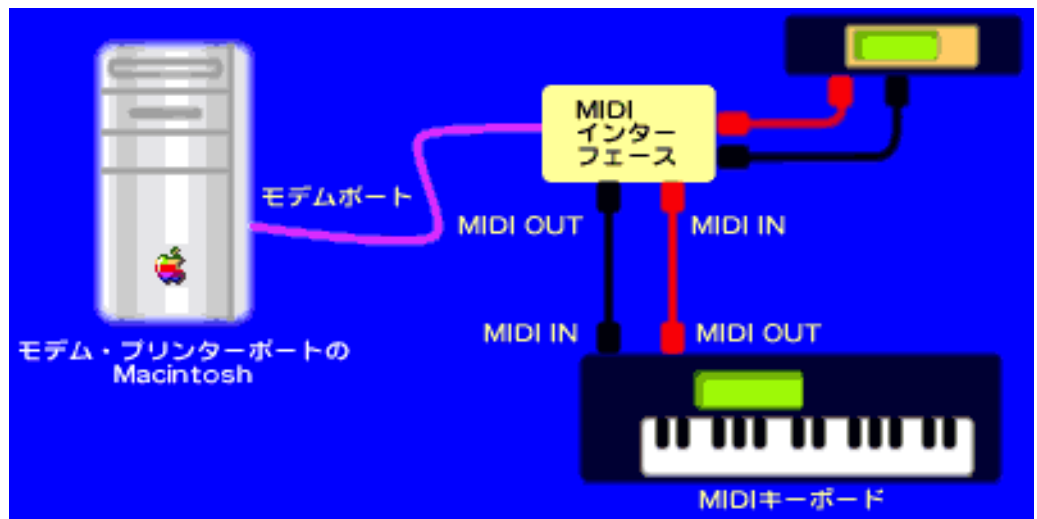 MIDI
インター
フェース
モデムポート
MIDI OUT
MIDI IN
MIDI IN
MIDI OUT
モデム・プリンターポートの
Macintosh
MIDIキーボード